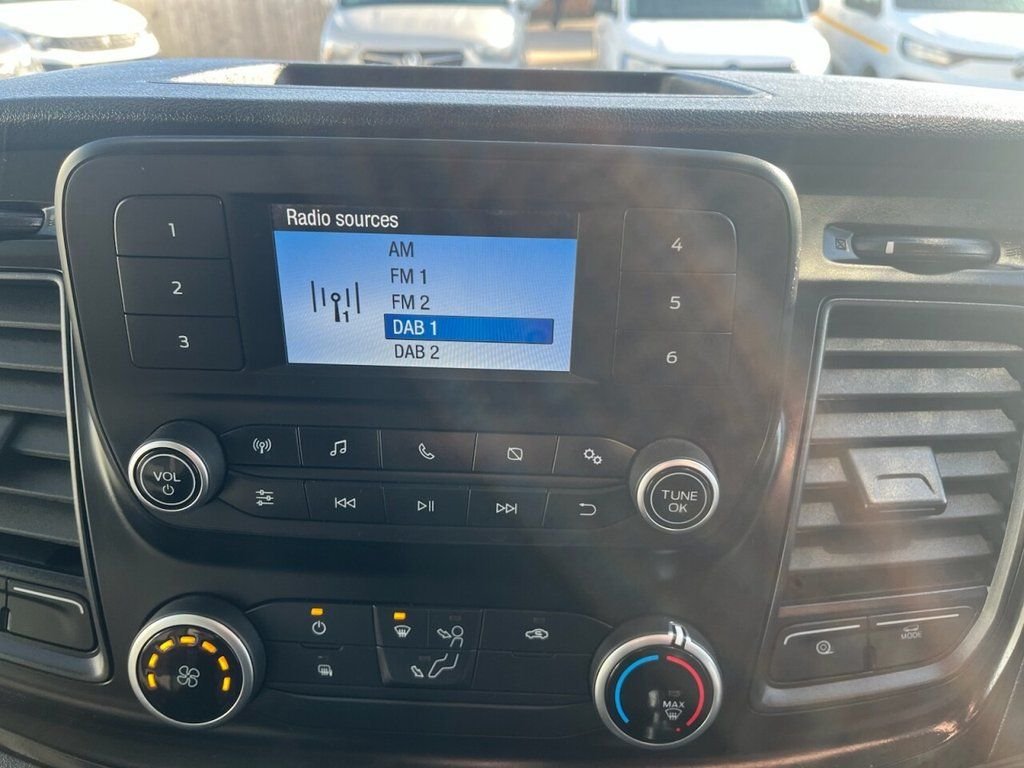 Radio sources
1
2
3
AM
FM 1
FM 2
DAB 1
DAB 2
1
4
5
6
VOL
TUNE
OK
MAX
MODE